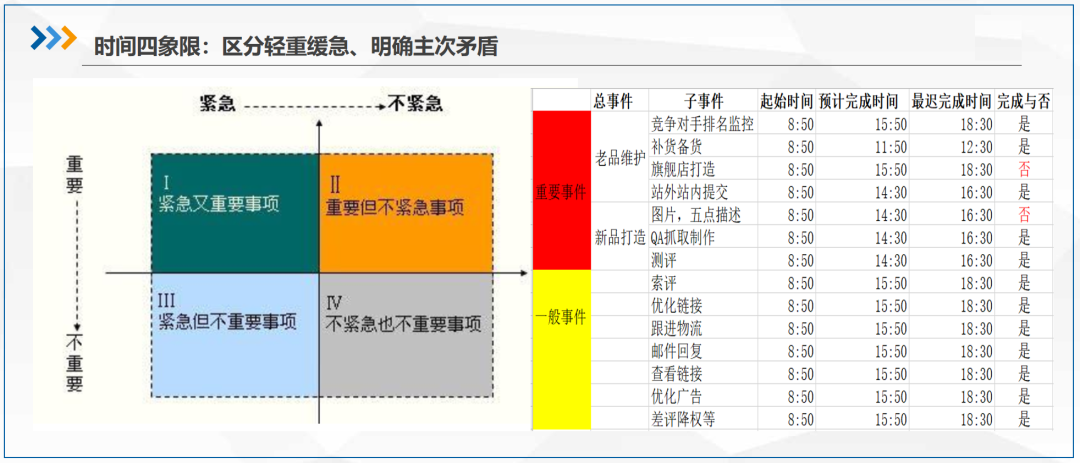 时间四象限：区分轻重缓急、明确主次矛盾
紧急 不紧急
重要
不重要
I
紧急又重要事项
II
重要但不紧急事项
III
紧急但不重要事项
IV
不紧急也不重要事项
总事件 子事件 起始时间 预计完成时间 最迟完成时间 完成与否
重要事件
老品维护
竞争对手排名监控 8:50 15:50 18:30 是
补货备货 8:50 11:50 12:30 是
旗舰店打造 8:50 15:50 18:30 否
站外站内提交 8:50 14:30 16:30 是
新品打造
图片，五点描述 8:50 14:30 16:30 否
QA抓取制作 8:50 14:30 16:30 是
测评 8:50 14:30 16:30 是
一般事件
索评 8:50 15:50 18:30 是
优化链接 8:50 15:50 18:30 是
跟进物流 8:50 15:50 18:30 是
邮件回复 8:50 15:50 18:30 是
查看链接 8:50 15:50 18:30 是
优化广告 8:50 15:50 18:30 是
差评降权等 8:50 15:50 18:30 是